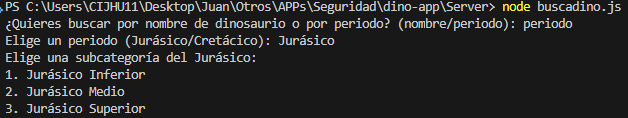 PS C:\Users\CIJHU11\Desktop\Juan\Otros\APPs\Seguridad\dino-app\Server> node buscadino.js
¿Quieres buscar por nombre de dinosaurio o por periodo? (nombre/periodo): periodo
Elige un periodo (Jurásico/Cretácico): Jurásico
Elige una subcategoría del Jurásico:
1. Jurásico Inferior
2. Jurásico Medio
3. Jurásico Superior